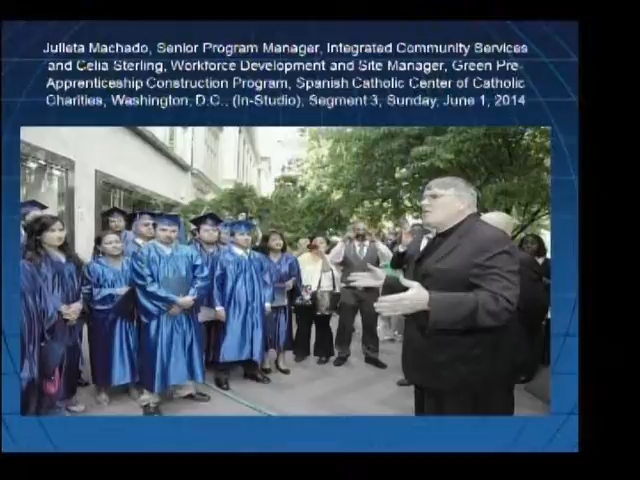 Julieta Machado, Senior Program Manager, Integrated Community Services
and Celia Sterling, Workforce Development and Site Manager, Green Pre-
Apprenticeship Construction Program, Spanish Catholic Center of Catholic
Charities, Washington, D.C., (In-Studio), Segment 3, Sunday, June 1, 2014